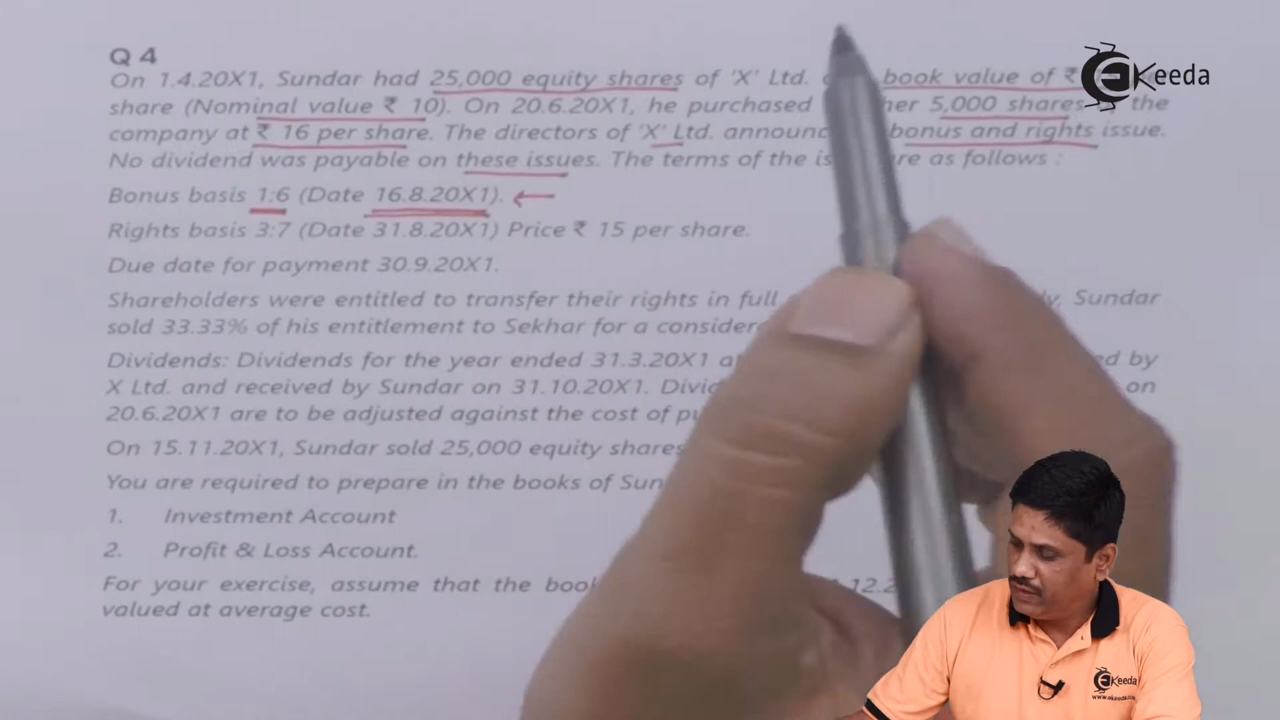 Q 4
On 1.4.20X1, Sundar had 25,000 equity shares of 'X' Ltd. book value of ₹
share (Nominal value ₹ 10). On 20.6.20X1, he purchased 5,000 shares the
company at ₹ 16 per share. The directors of 'X' Ltd. bonus and rights issue.
No dividend was payable on these issues. The terms of the are as follows :
Bonus basis 1:6 (Date 16.8.20X1).
Rights basis 3:7 (Date 31.8.20X1) Price ₹ 15 per share.
Due date for payment 30.9.20X1.
Shareholders were entitled to transfer their rights in full Sundar
sold 33.33% of his entitlement to Sekhar for a
Dividends: Dividends for the year ended 31.3.20X1 by
X Ltd. and received by Sundar on 31.10.20X1. on
20.6.20X1 are to be adjusted against the cost of
On 15.11.20X1, Sundar sold 25,000 equity shares
You are required to prepare in the books of
1. Investment Account
2. Profit & Loss Account.
For your exercise, assume that the
valued at average cost.
EKeeda
EKeeda
www.ekeeda.com